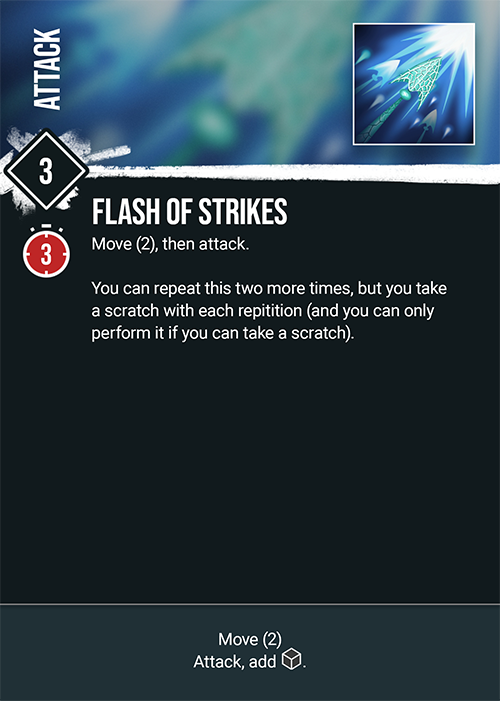 ATTACK
3
FLASH OF STRIKES
3
Move (2), then attack.
You can repeat this two more times, but you take
a scratch with each repitition (and you can only
perform it if you can take a scratch).
Move (2)
Attack, add .